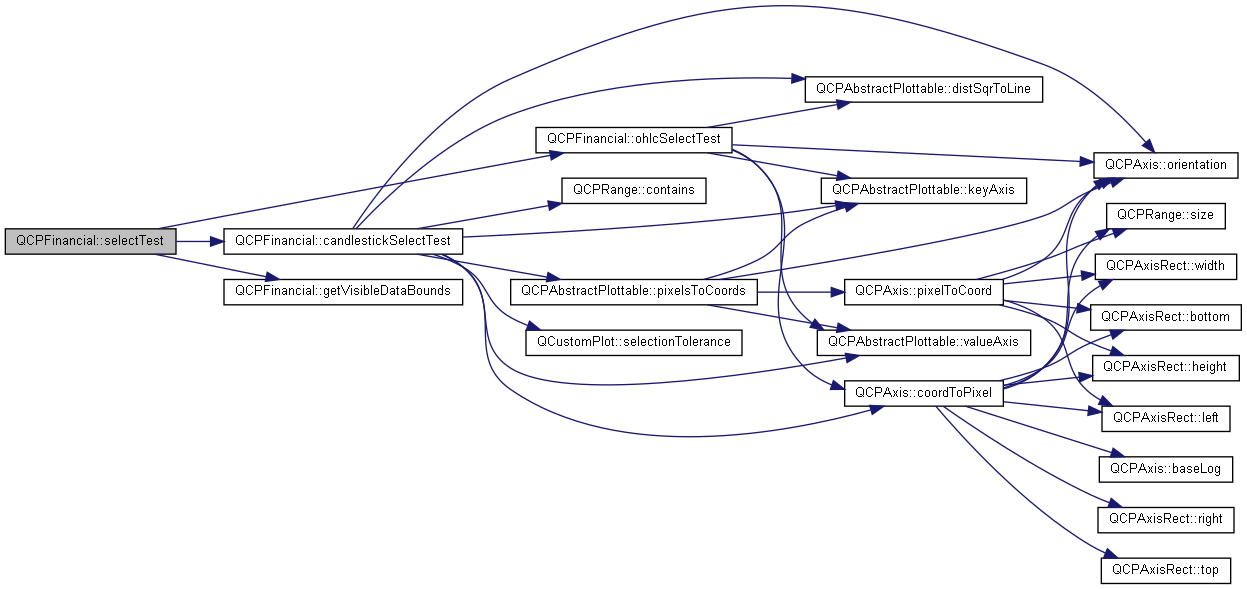 QCPFinancial::selectTest
QCPFinancial::ohlcSelectTest
QCPFinancial::candlestickSelectTest
QCPFinancial::getVisibleDataBounds
QCPRange::contains
QCPAbstractPlottable::pixelsToCoords
QCustomPlot::selectionTolerance
QCPAbstractPlottable::distSqrToLine
QCPAbstractPlottable::keyAxis
QCPAxis::pixelToCoord
QCPAbstractPlottable::valueAxis
QCPAxis::coordToPixel
QCPAxis::orientation
QCPRange::size
QCPAxisRect::width
QCPAxisRect::bottom
QCPAxisRect::height
QCPAxisRect::left
QCPAxis::baseLog
QCPAxisRect::right
QCPAxisRect::top